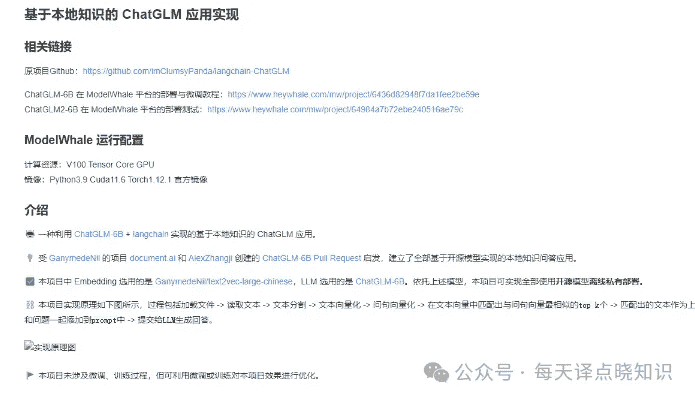 基于本地知识的 ChatGLM 应用实现
相关链接
原项目Github：https://github.com/imClumsyPanda/langchain-ChatGLM
ChatGLM-6B 在 ModelWhale 平台的部署与微调教程：https://www.heywhale.com/mw/project/6436d82948f7da1fee2be59e
ChatGLM2-6B 在 ModelWhale 平台的部署测试：https://www.heywhale.com/mw/project/64984a7b72ebe240516ae79c
ModelWhale 运行配置
计算资源：V100 Tensor Core GPU
镜像：Python3.9 Cuda11.6 Torch1.12.1 官方镜像
介绍
一种利用 ChatGLM-6B + langchain 实现的基于本地知识的 ChatGLM 应用。
受 GanymedeNil 的项目 document.ai 和 AlexZhangji 创建的 ChatGLM-6B Pull Request 启发，建立了全部基于开源模型实现的本地知识问答应用。
本项目中 Embedding 选用的是 GanymedeNil/text2vec-large-chinese，LLM 选用的是 ChatGLM-6B。依托上述模型，本项目可实现全部使用开源模型离线私有部署。
本项目实现原理如下图所示，过程包括加载文件 -> 读取文本 -> 文本分割 -> 文本向量化 -> 问句向量化 -> 在文本向量中匹配出与问句向量最相似的top k个 -> 匹配出的文本作为上
和问题一起添加到prompt中 -> 提交给LLM生成回答。
实现原理图
本项目未涉及微调、训练过程，但可利用微调或训练对本项目效果进行优化。
公众号 · 每天译点晓知识